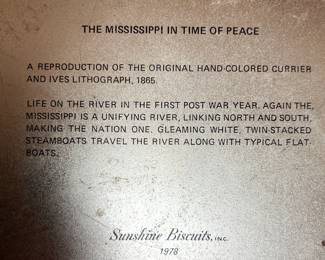 THE MISSISSIPPI IN TIME OF PEACE
A REPRODUCTION OF THE ORIGINAL HAND-COLORED CURRIER
AND IVES LITHOGRAPH, 1865.
LIFE ON THE RIVER IN THE FIRST POST WAR YEAR. AGAIN THE,
MISSISSIPPI IS A UNIFYING RIVER, LINKING NORTH AND SOUTH,
MAKING THE NATION ONE. GLEAMING WHITE, TWIN-STACKED
STEAMBOATS TRAVEL THE RIVER ALONG WITH TYPICAL FLAT-
BOATS.
Sunshine Biscuits, INC.
1978